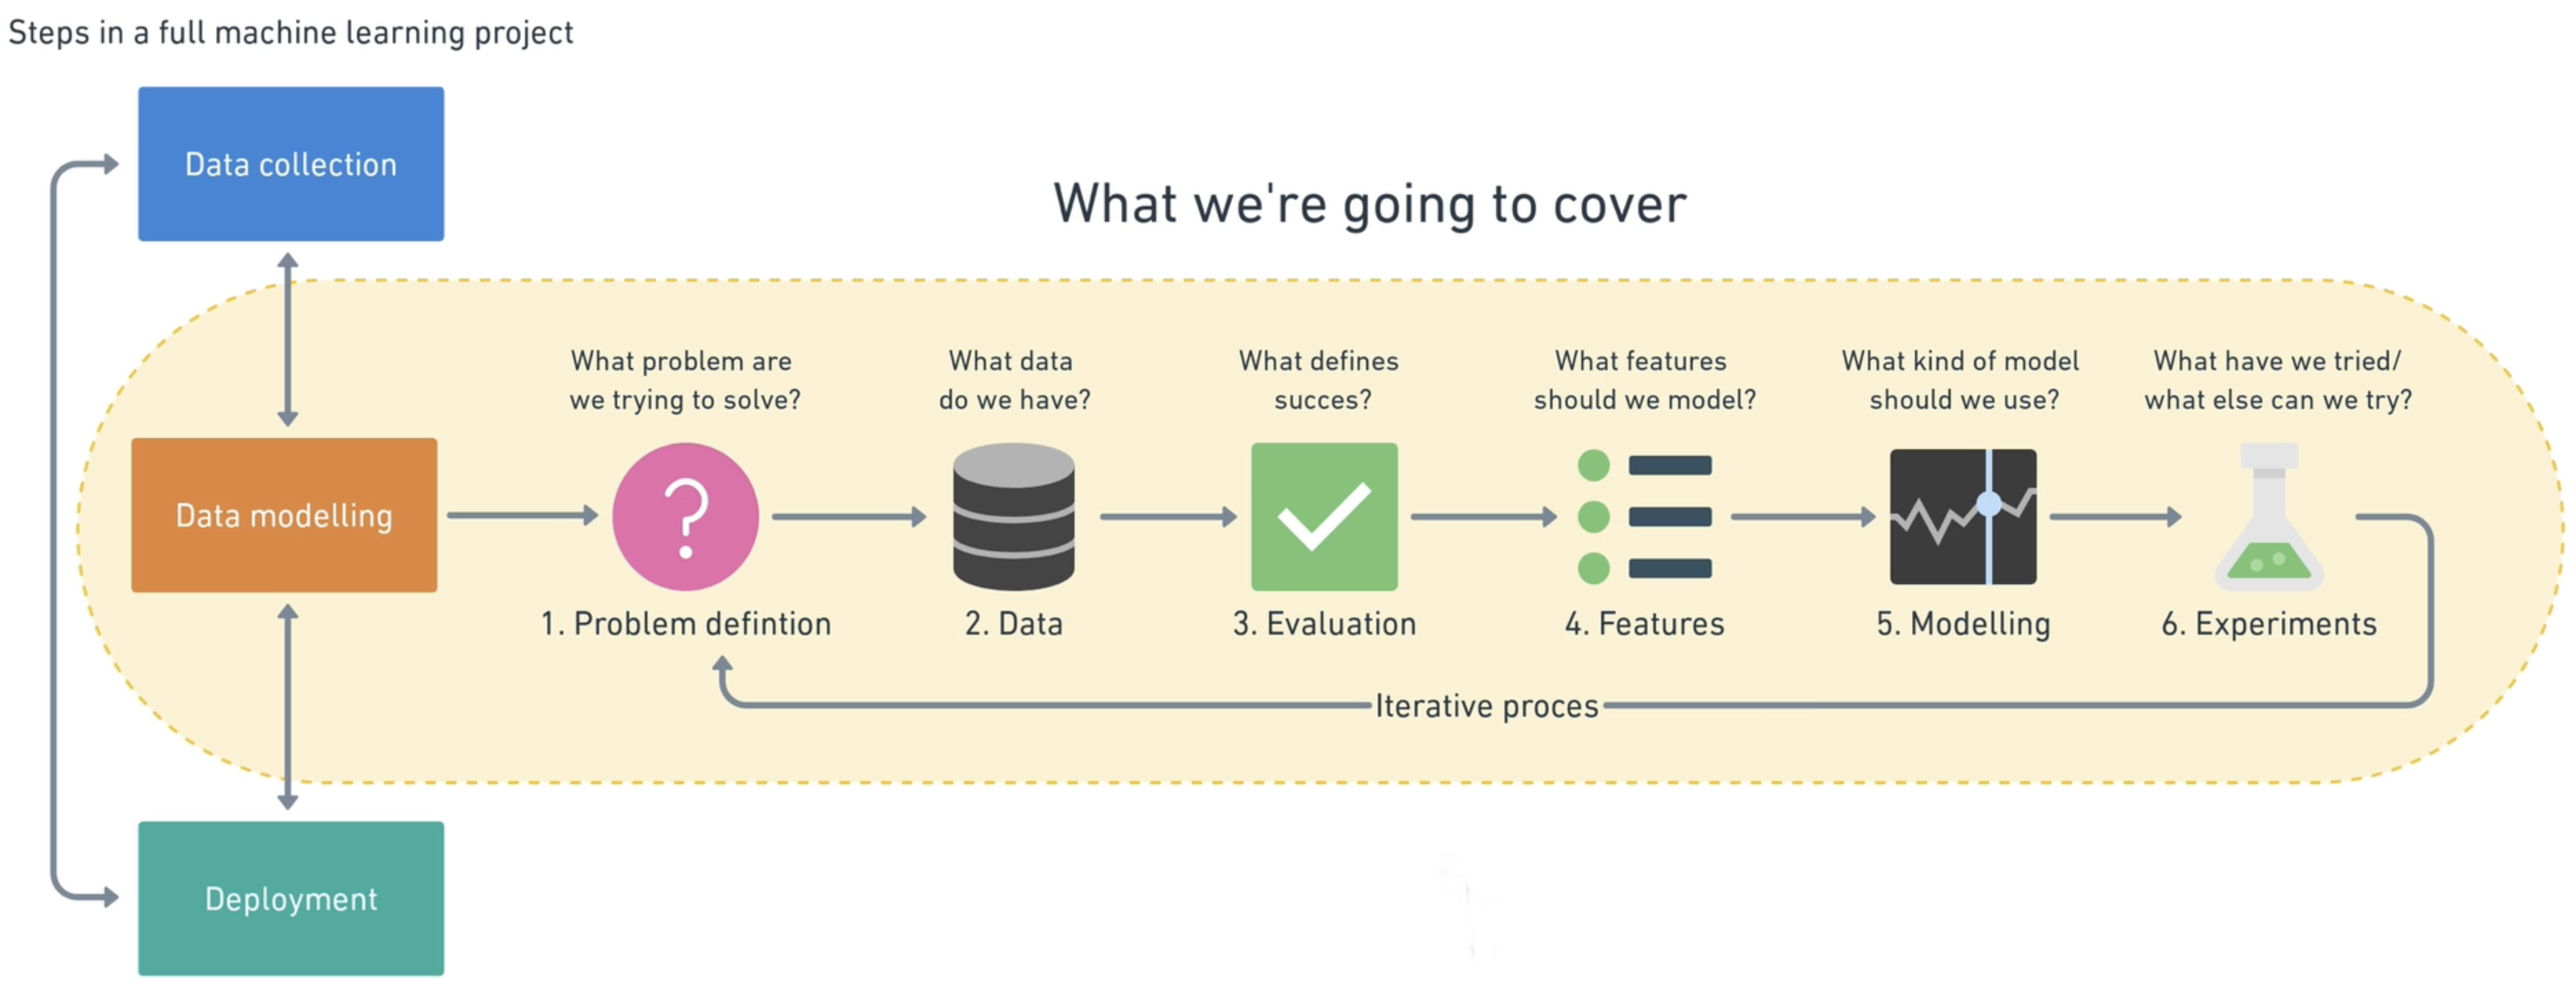 Steps in a full machine learning project
Data collection
What we're going to cover
What problem are
we trying to solve?
What data
do we have?
What defines
succes?
What features
should we model?
What kind of model
should we use?
What have we tried/
what else can we try?
Data modelling
?
1. Problem defintion
2. Data
3. Evaluation
4. Features
5. Modelling
6. Experiments
Iterative proces
Deployment